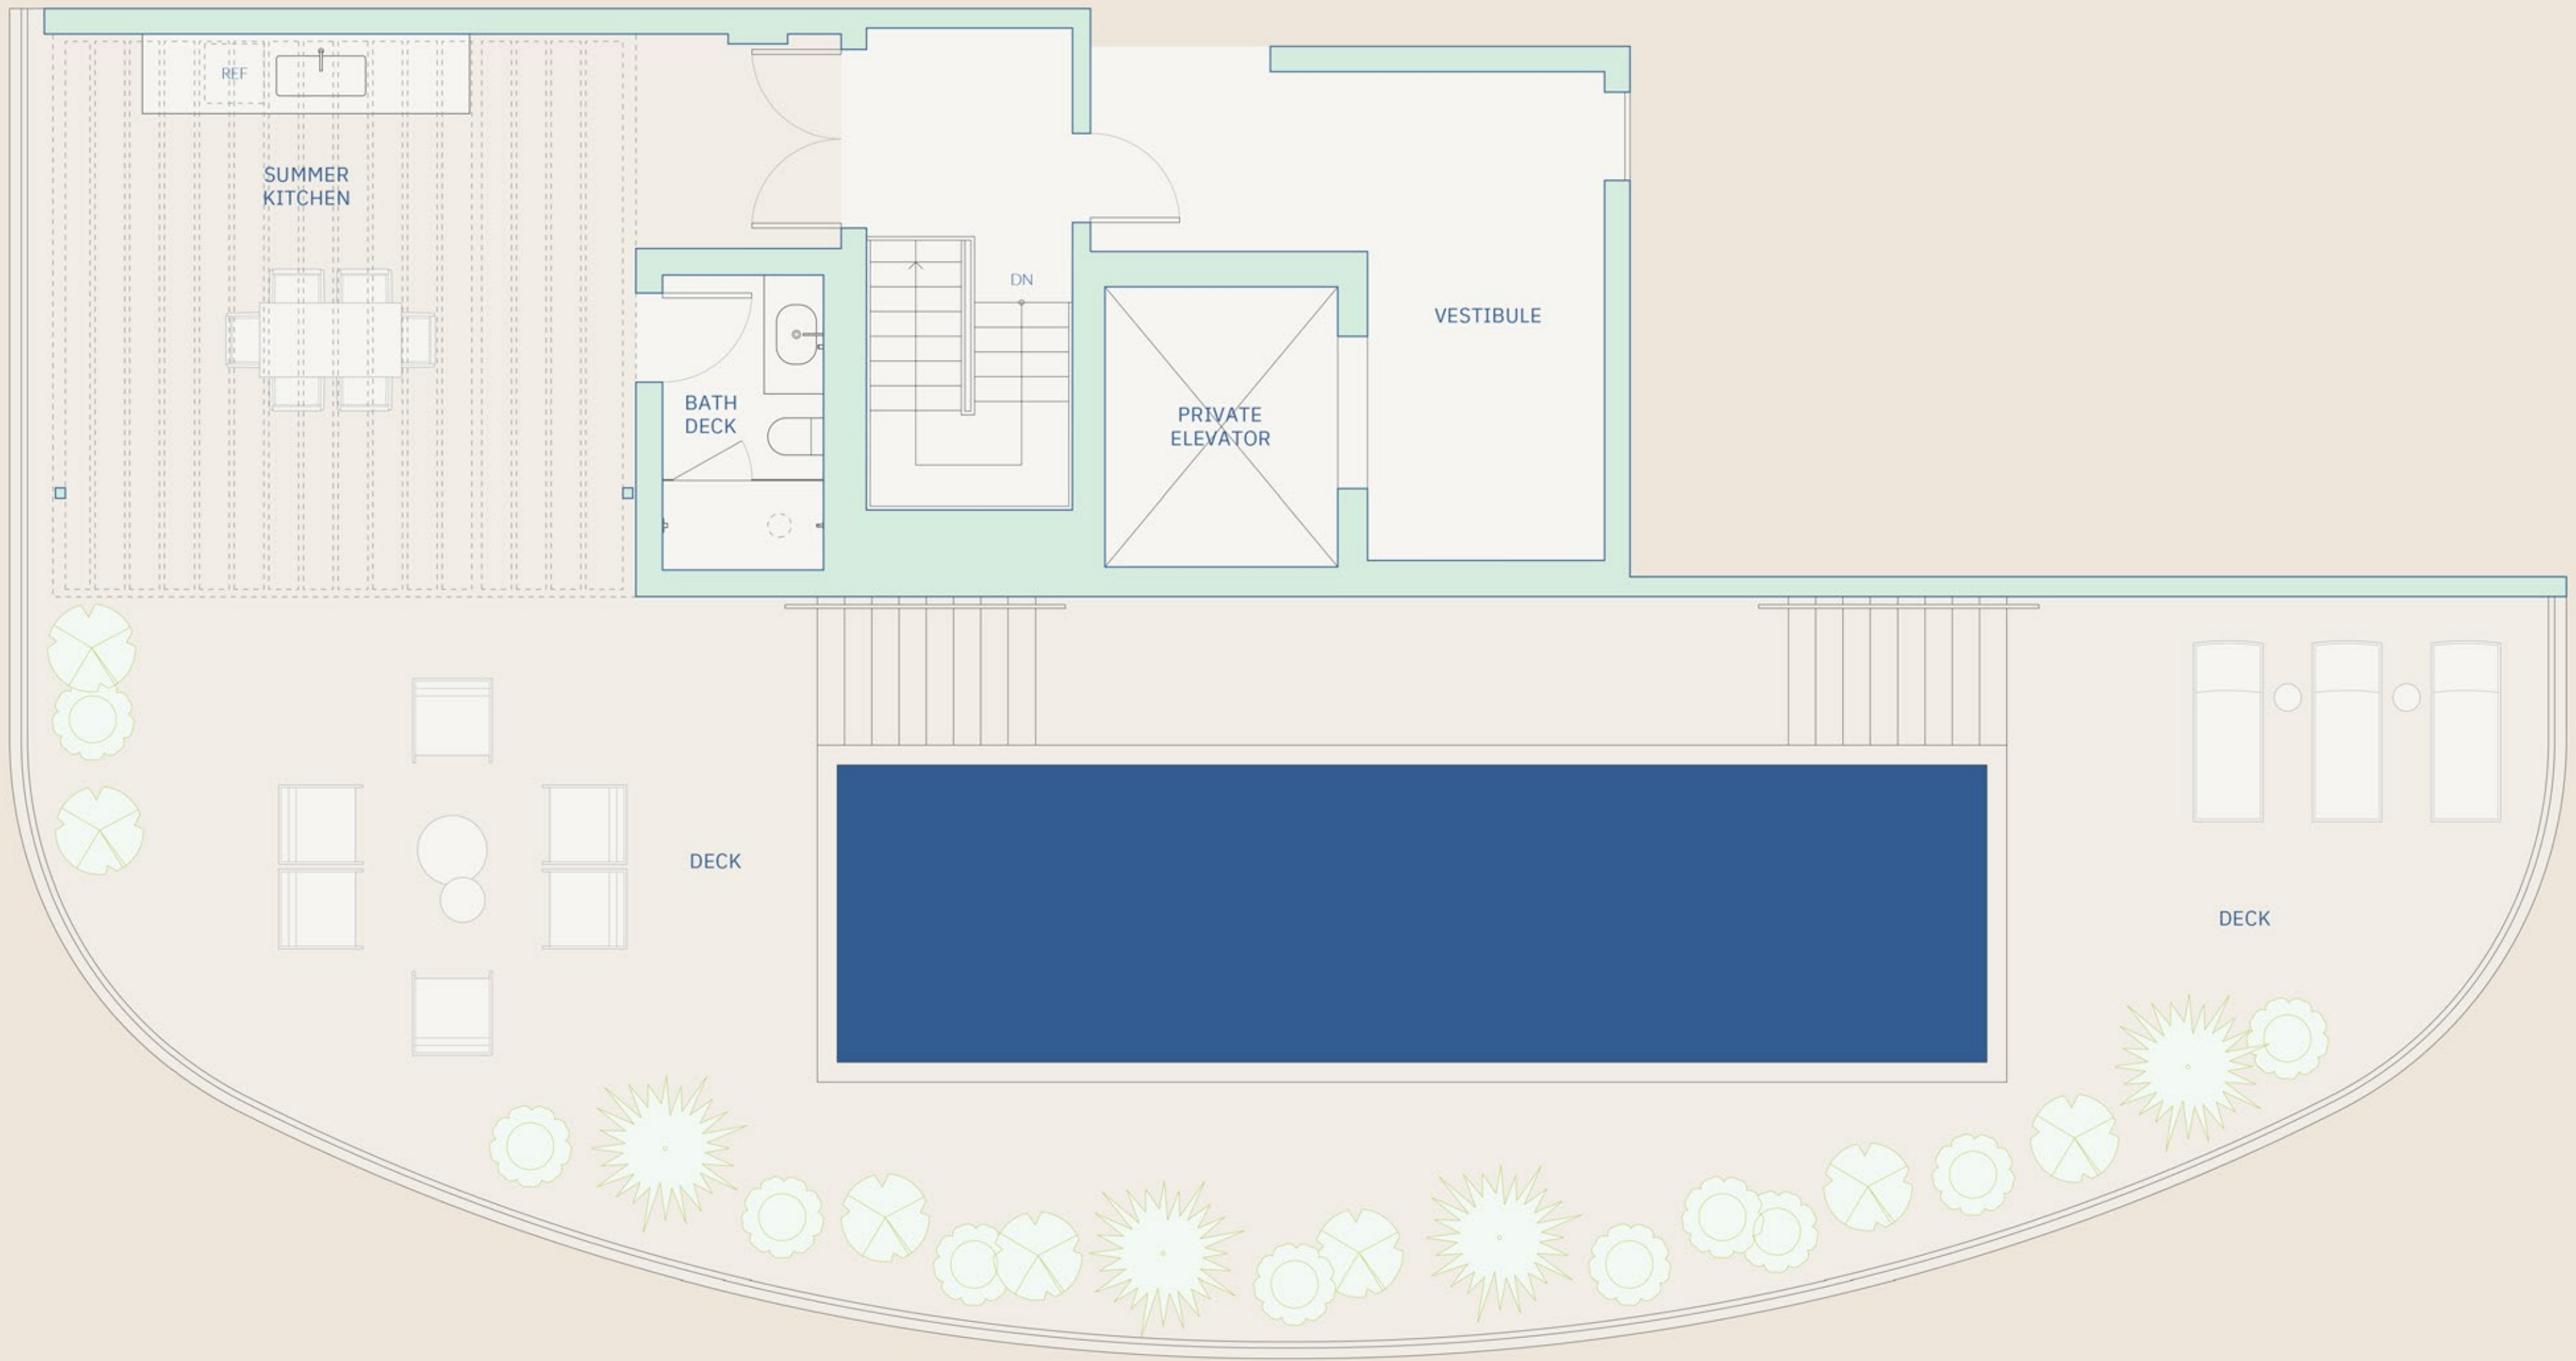 REF
SUMMER
KITCHEN
DN
VESTIBULE
BATH
DECK
PRIVATE
ELEVATOR
DECK
DECK